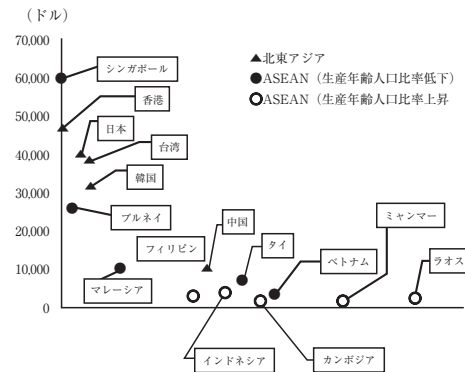 (ドル)
70,000
60,000
50,000
40,000
30,000
20,000
10,000
0
▲北東アジア
●ASEAN（生産年齢人口比率低下）
○ASEAN（生産年齢人口比率上昇
シンガポール
香港
日本
台湾
韓国
ブルネイ
マレーシア
フィリピン
中国
タイ
ベトナム
ミャンマー
ラオス
インドネシア
カンボジア